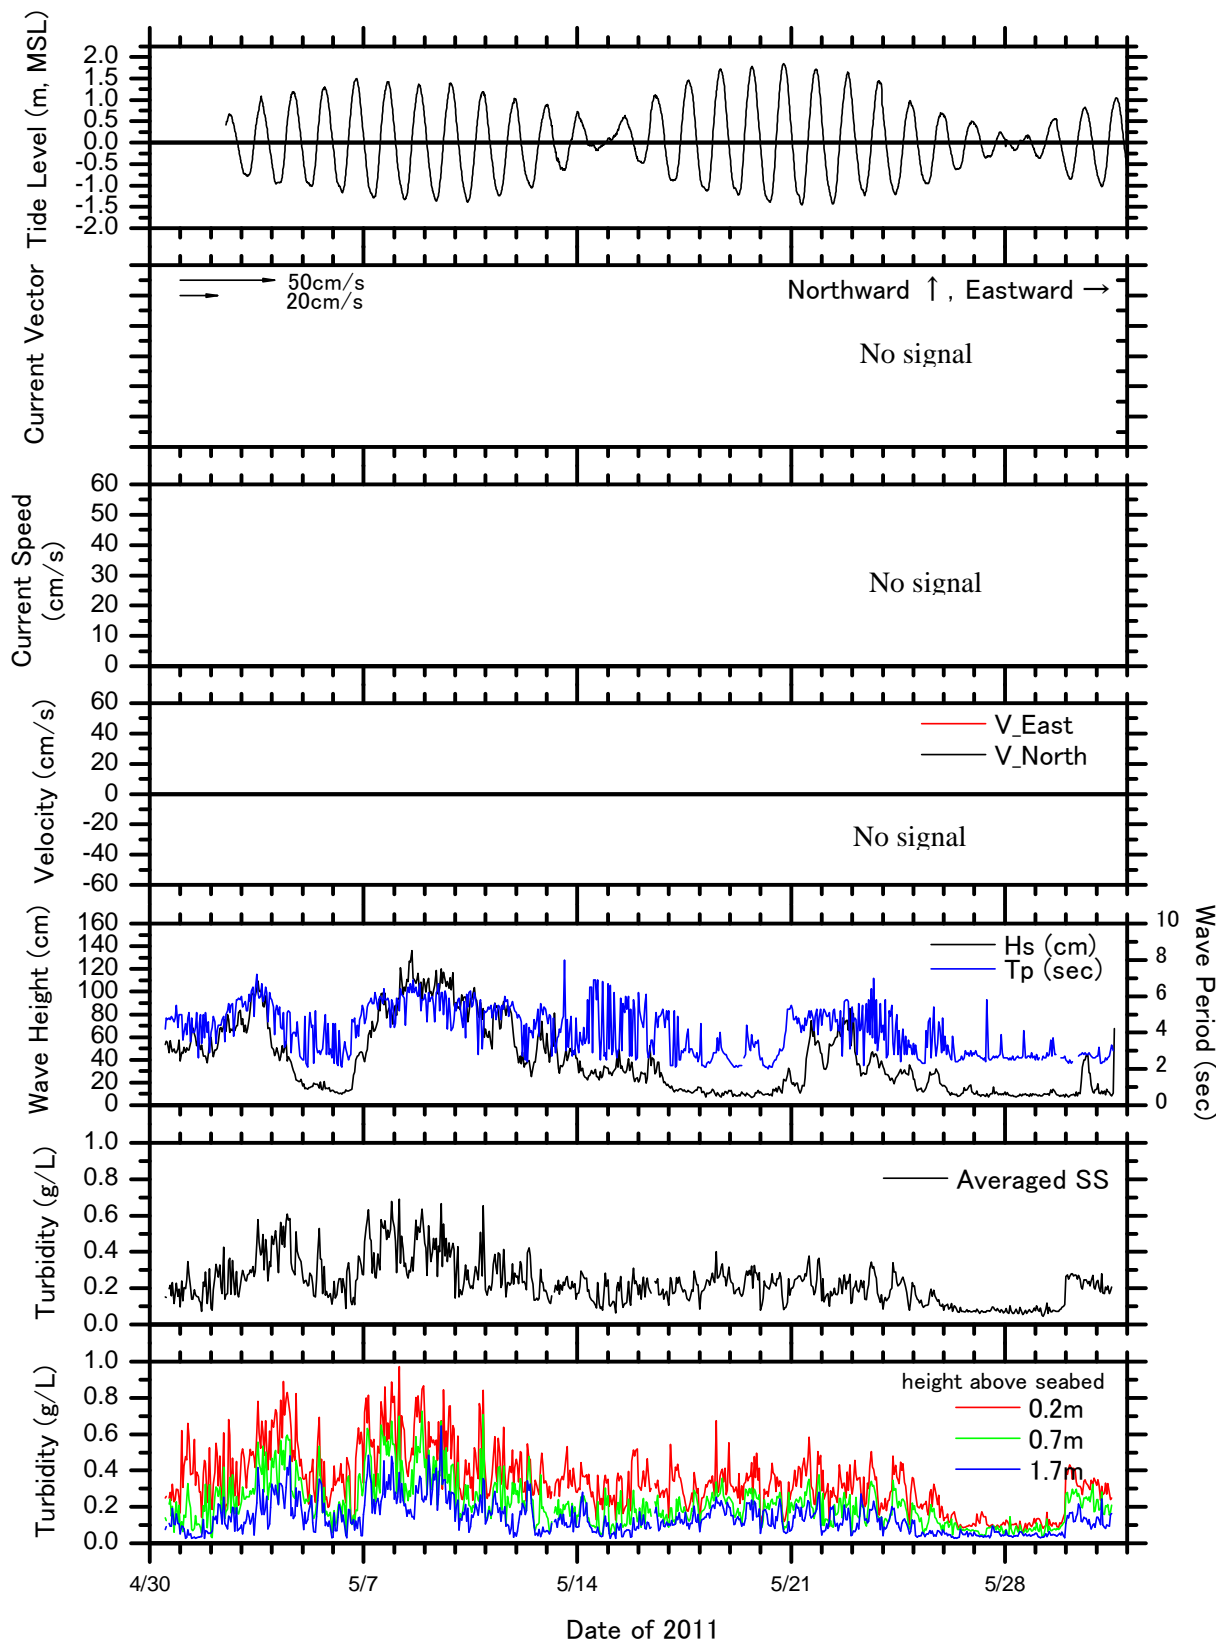 Tide Level (m, MSL)
2.0
1.5
1.0
0.5
0.0
-0.5
-1.0
-1.5
-2.0
Current Vector
50cm/s
20cm/s
Northward ↑ , Eastward →
No signal
Current Speed
(cm/s)
60
50
40
30
20
10
0
No signal
Velocity (cm/s)
60
40
20
0
-20
-40
-60
V_East
V_North
No signal
Wave Height (cm)
160
140
120
100
80
60
40
20
0
Hs (cm)
Tp (sec)
10
8
6
4
2
0
Wave Period (sec)
Turbidity (g/L)
1.0
0.8
0.6
0.4
0.2
0.0
Averaged SS
Turbidity (g/L)
1.0
0.8
0.6
0.4
0.2
0.0
height above seabed
0.2m
0.7m
1.7m
4/30
5/7
5/14
5/21
5/28
Date of 2011